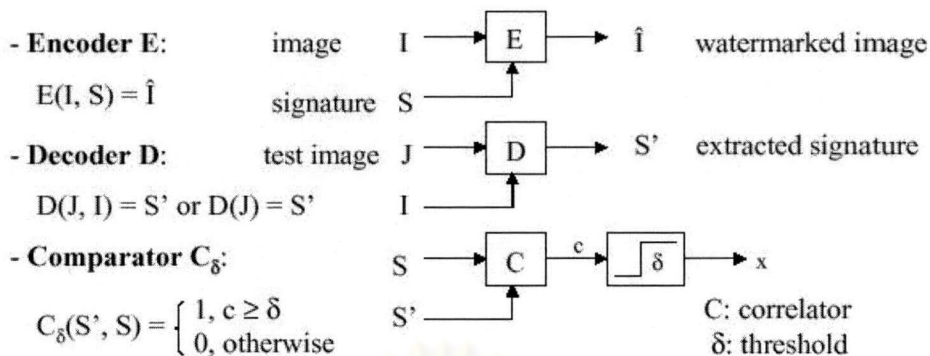 - Encoder E: image I E Î watermarked image
E(I, S) = Î signature S
- Decoder D: test image J D S’ extracted signature
D(J, I) = S’ or D(J) = S’ I
- Comparator Cδ: S C c δ x
Cδ(S’, S) = { 1, c ≥ δ S’ C: correlator
0, otherwise δ: threshold